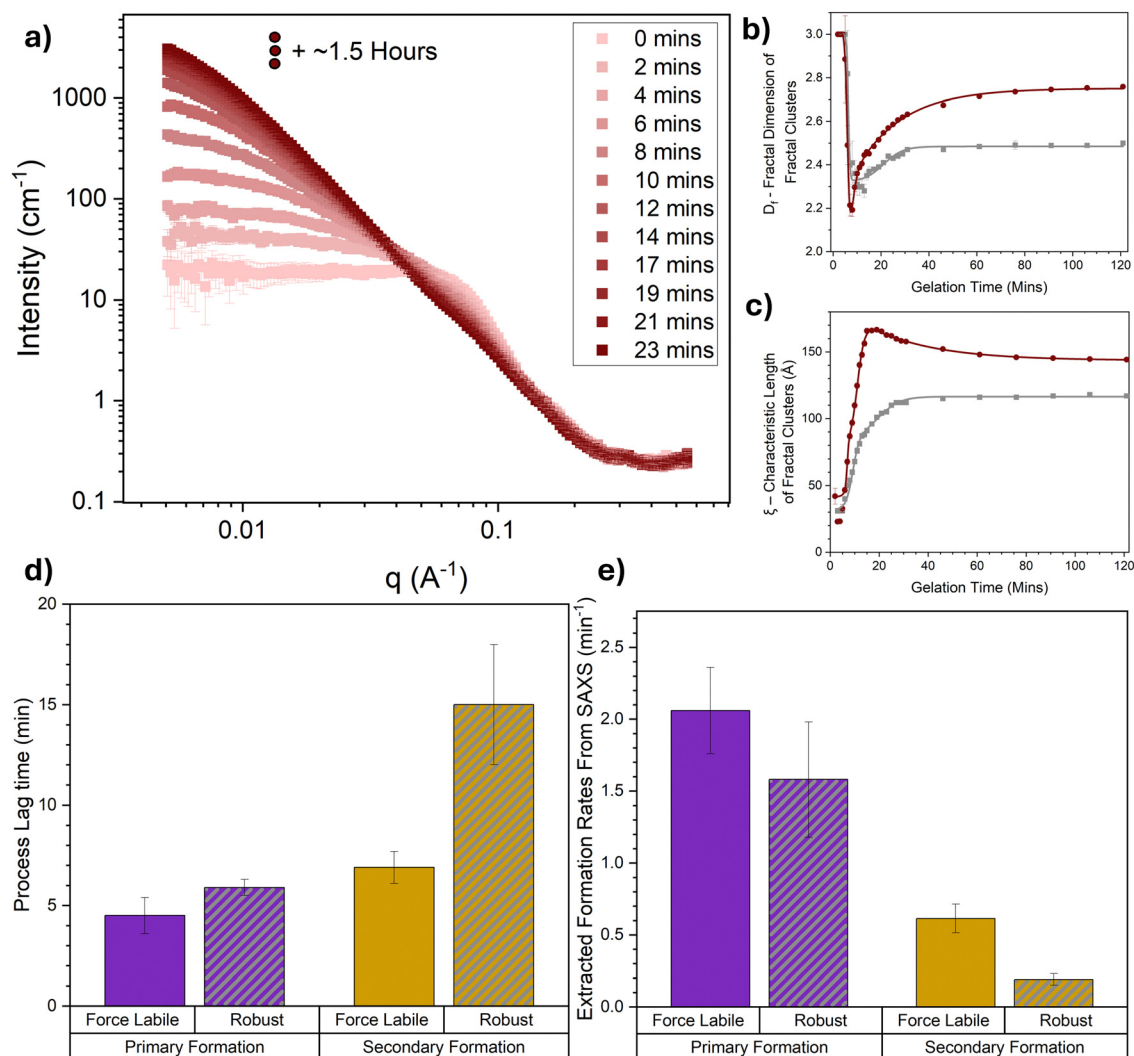 a)
+ ~1.5 Hours
0 mins
2 mins
4 mins
6 mins
8 mins
10 mins
12 mins
14 mins
17 mins
19 mins
21 mins
23 mins
Intensity (cm⁻¹)
1000
100
10
1
0.1
0.01
0.1
q (A⁻¹)
b)
D_f - Fractal Dimension of
Fractal Clusters
3.0
2.8
2.6
2.4
2.2
2.0
0
20
40
60
80
100
120
Gelation Time (Mins)
c)
ξ – Characteristic Length
of Fractal Clusters (Å)
150
100
50
0
0
20
40
60
80
100
120
Gelation Time (Mins)
d)
Process Lag time (min)
20
15
10
5
0
Force Labile
Robust
Force Labile
Robust
Primary Formation
Secondary Formation
e)
Extracted Formation Rates From SAXS (min⁻¹)
2.5
2.0
1.5
1.0
0.5
0.0
Force Labile
Robust
Force Labile
Robust
Primary Formation
Secondary Formation